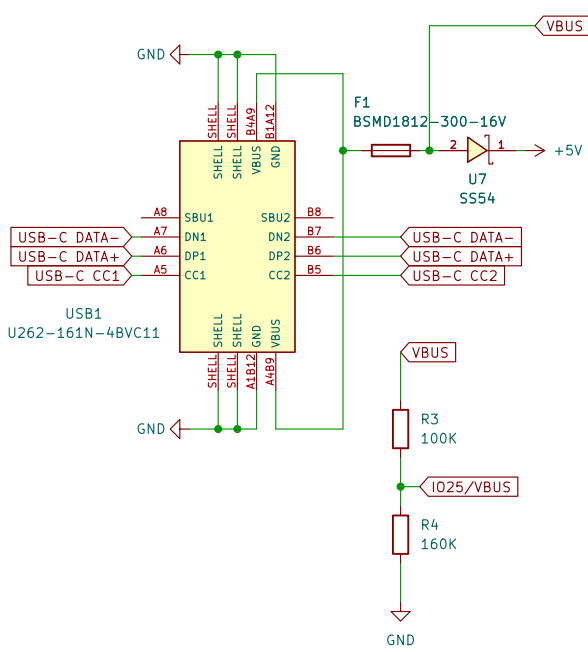 VBUS
GND
SHELL
SHELL
B4A9
B1A12
F1
BSMD1812-300-16V
SHELL
SHELL
VBUS
GND
2
1
+5V
U7
SS54
A8
SBU1
SBU2
B8
USB-C DATA-
A7
DN1
DN2
B7
USB-C DATA-
USB-C DATA+
A6
DP1
DP2
B6
USB-C DATA+
USB-C CC1
A5
CC1
CC2
B5
USB-C CC2
USB1
U262-161N-4BVC11
SHELL
SHELL
GND
VBUS
SHELL
SHELL
A1B12
A4B9
GND
VBUS
R3
100K
IO25/VBUS
R4
160K
GND